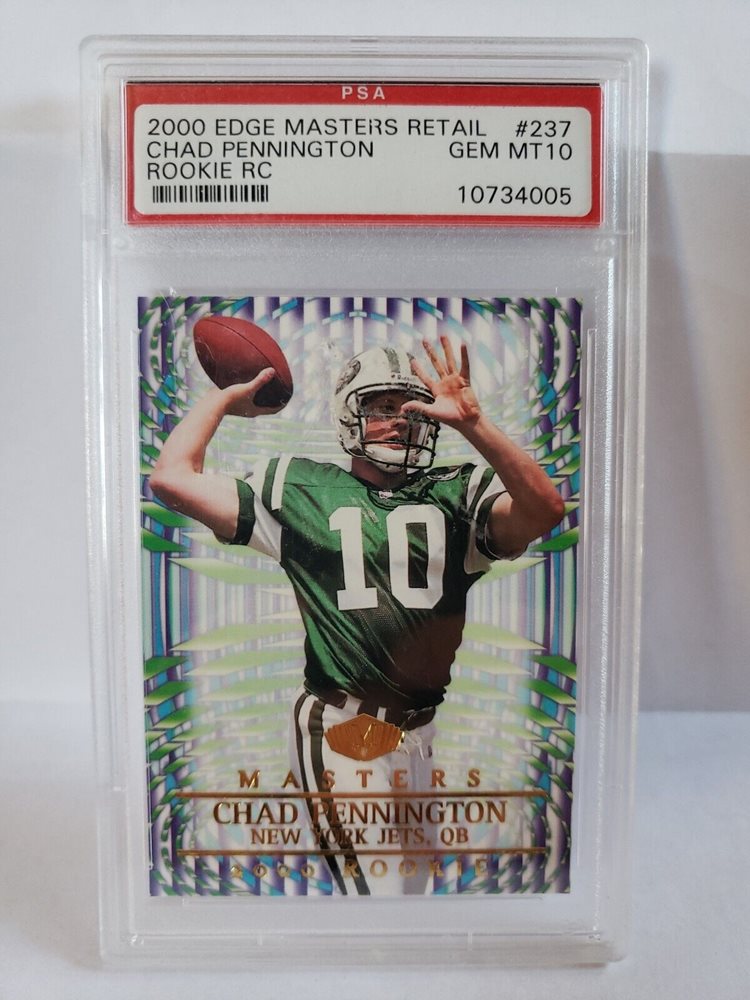 PSA
2000 EDGE MASTERS RETAIL #237
CHAD PENNINGTON GEM MT10
ROOKIE RC
10734005
10
MASTERS
CHAD PENNINGTON
NEW YORK JETS, QB
2000 ROOKIE